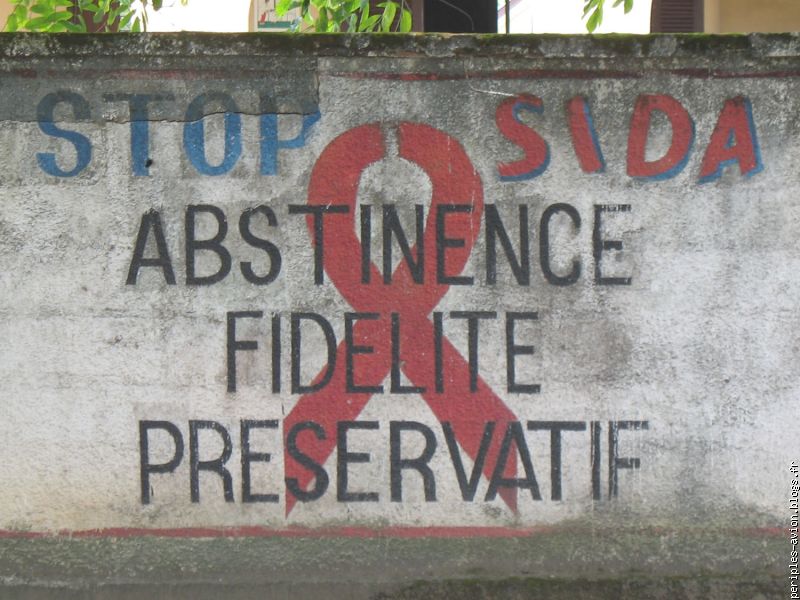 STOP SIDA
ABSTINENCE
FIDELITE
PRESERVATIF
periples-avion.blogs.fr